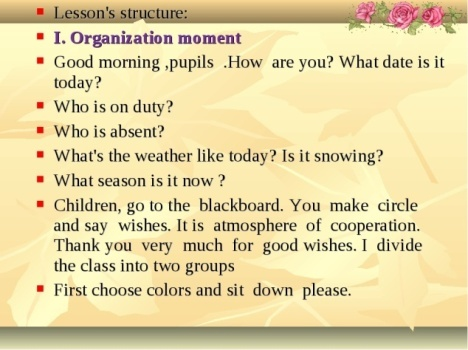 Lesson's structure:
I. Organization moment
Good morning ,pupils .How are you? What date is it
today?
Who is on duty?
Who is absent?
What's the weather like today? Is it snowing?
What season is it now ?
Children, go to the blackboard. You make circle
and say wishes. It is atmosphere of cooperation.
Thank you very much for good wishes. I divide
the class into two groups
First choose colors and sit down please.